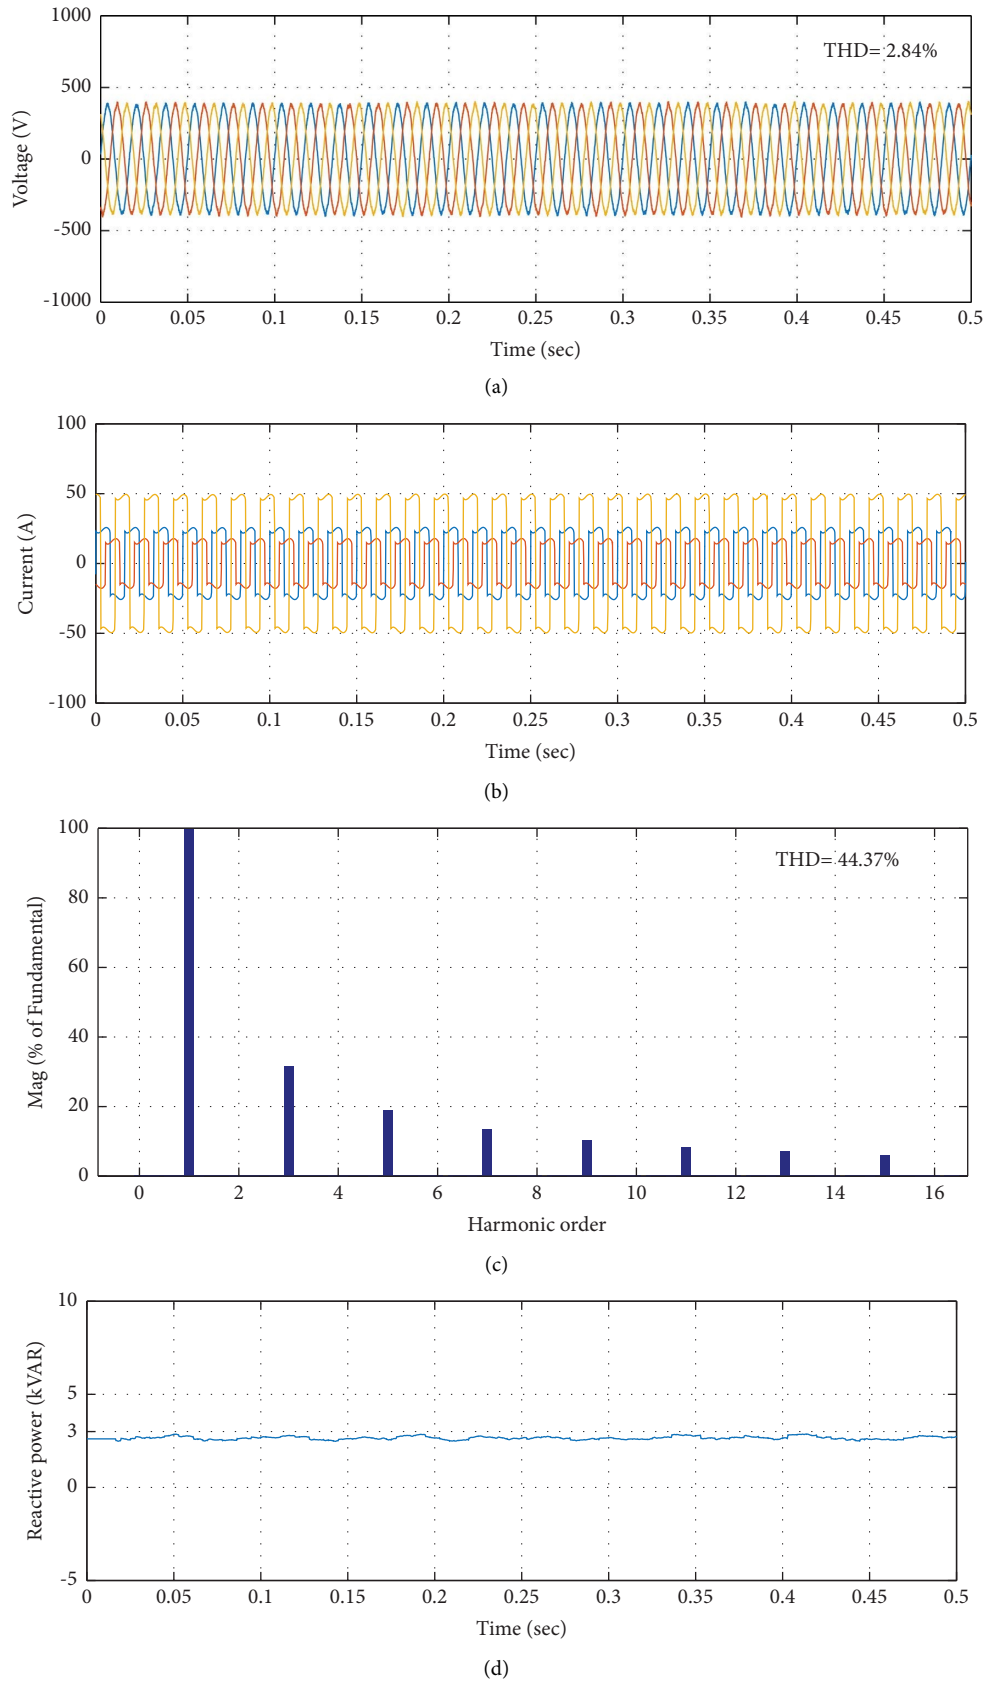 1000
500
0
-500
-1000
Voltage (V)
THD= 2.84%
0 0.05 0.1 0.15 0.2 0.25 0.3 0.35 0.4 0.45 0.5
Time (sec)
(a)
100
50
0
-50
-100
Current (A)
0 0.05 0.1 0.15 0.2 0.25 0.3 0.35 0.4 0.45 0.5
Time (sec)
(b)
100
80
60
40
20
0
Mag (% of Fundamental)
THD= 44.37%
0 2 4 6 8 10 12 14 16
Harmonic order
(c)
10
5
3
0
-5
Reactive power (kVAR)
0 0.05 0.1 0.15 0.2 0.25 0.3 0.35 0.4 0.45 0.5
Time (sec)
(d)